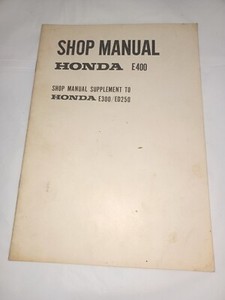 SHOP MANUAL
HONDA E400
SHOP MANUAL SUPPLEMENT TO
HONDA E300/ED250